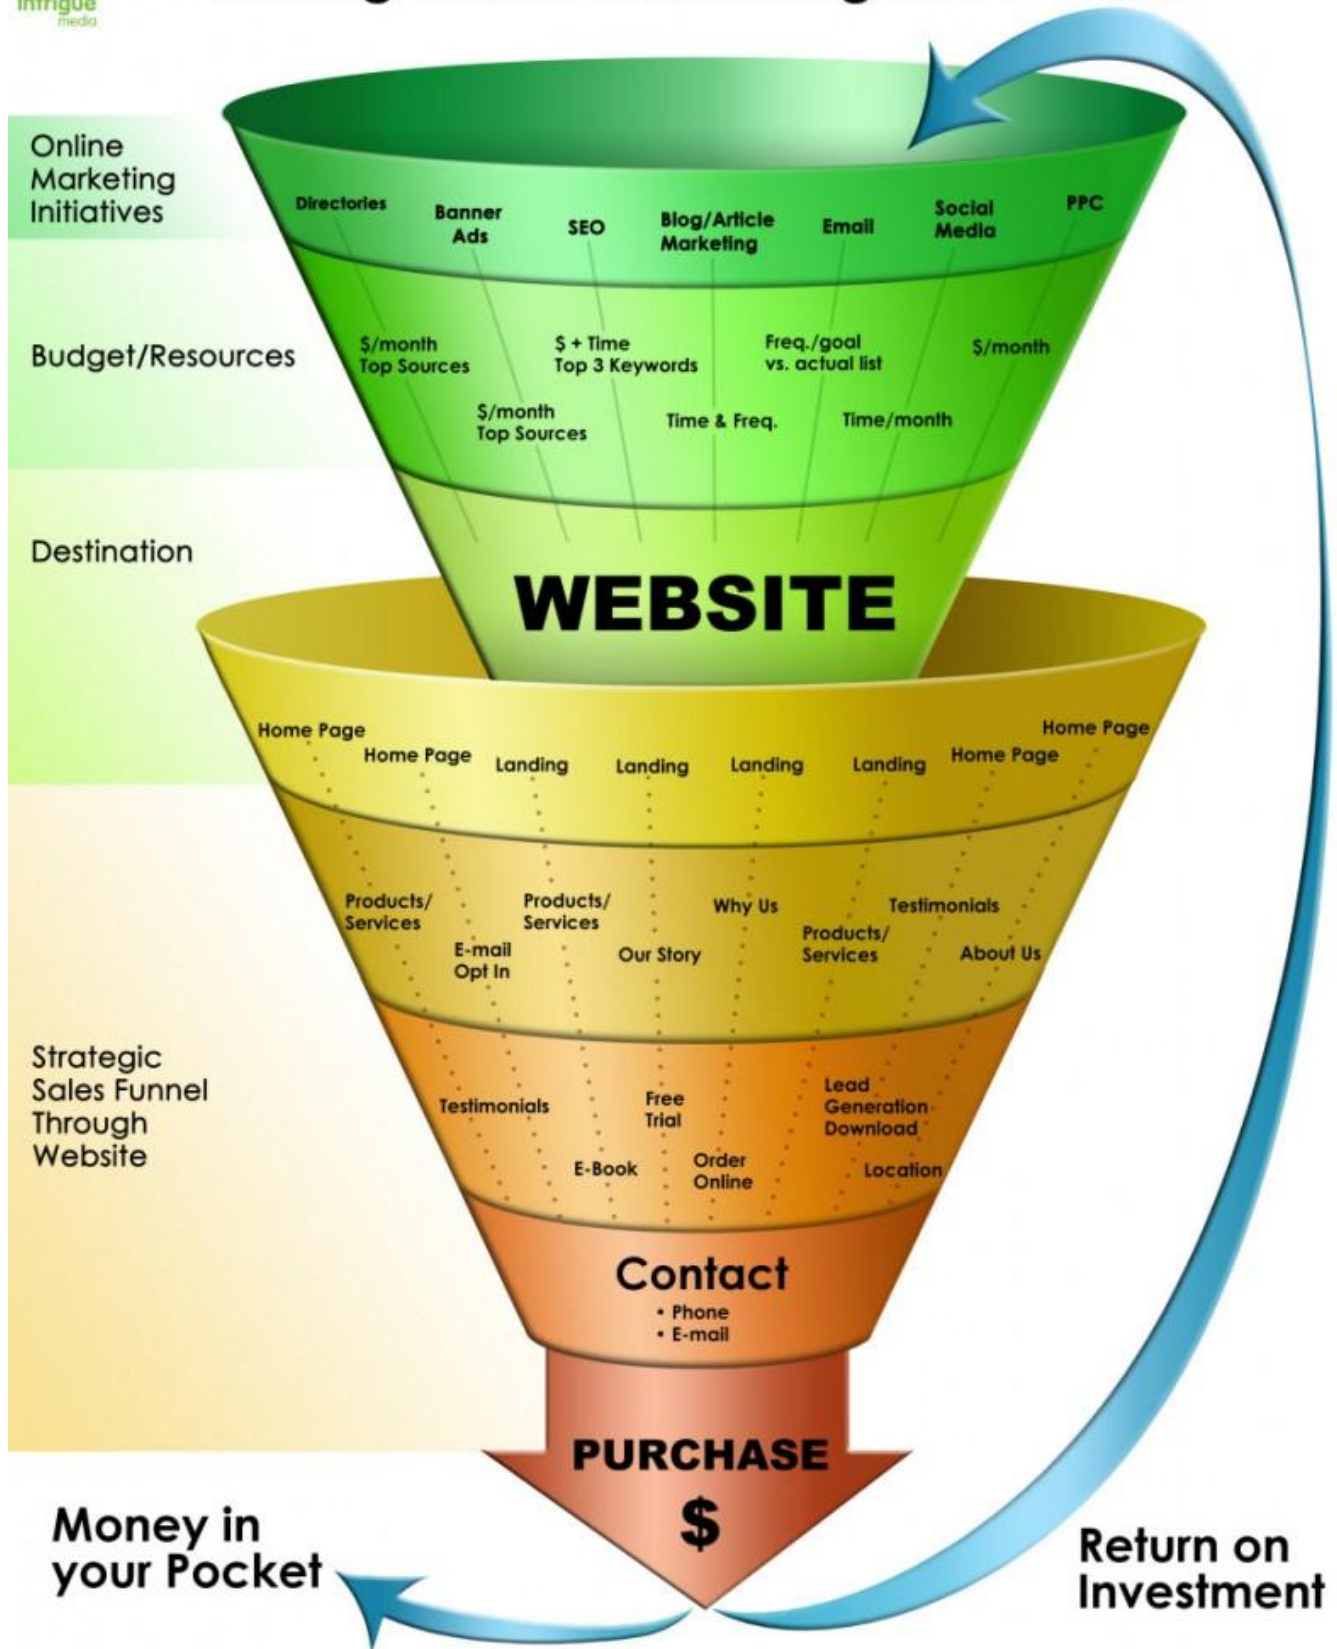 intrigue
media
Online
Marketing
Initiatives
Directories
Banner
Ads
SEO
Blog/Article
Marketing
Email
Social
Media
PPC
Budget/Resources
$/month
Top Sources
$ + Time
Top 3 Keywords
Freq./goal
vs. actual list
$/month
$/month
Top Sources
Time & Freq.
Time/month
Destination
WEBSITE
Home Page
Home Page
Landing
Landing
Landing
Landing
Home Page
Home Page
Products/
Services
E-mail
Opt In
Products/
Services
Our Story
Why Us
Products/
Services
Testimonials
About Us
Strategic
Sales Funnel
Through
Website
Testimonials
E-Book
Free
Trial
Order
Online
Lead
Generation
Download
Location
Contact
• Phone
• E-mail
PURCHASE
$
Money in
your Pocket
Return on
Investment